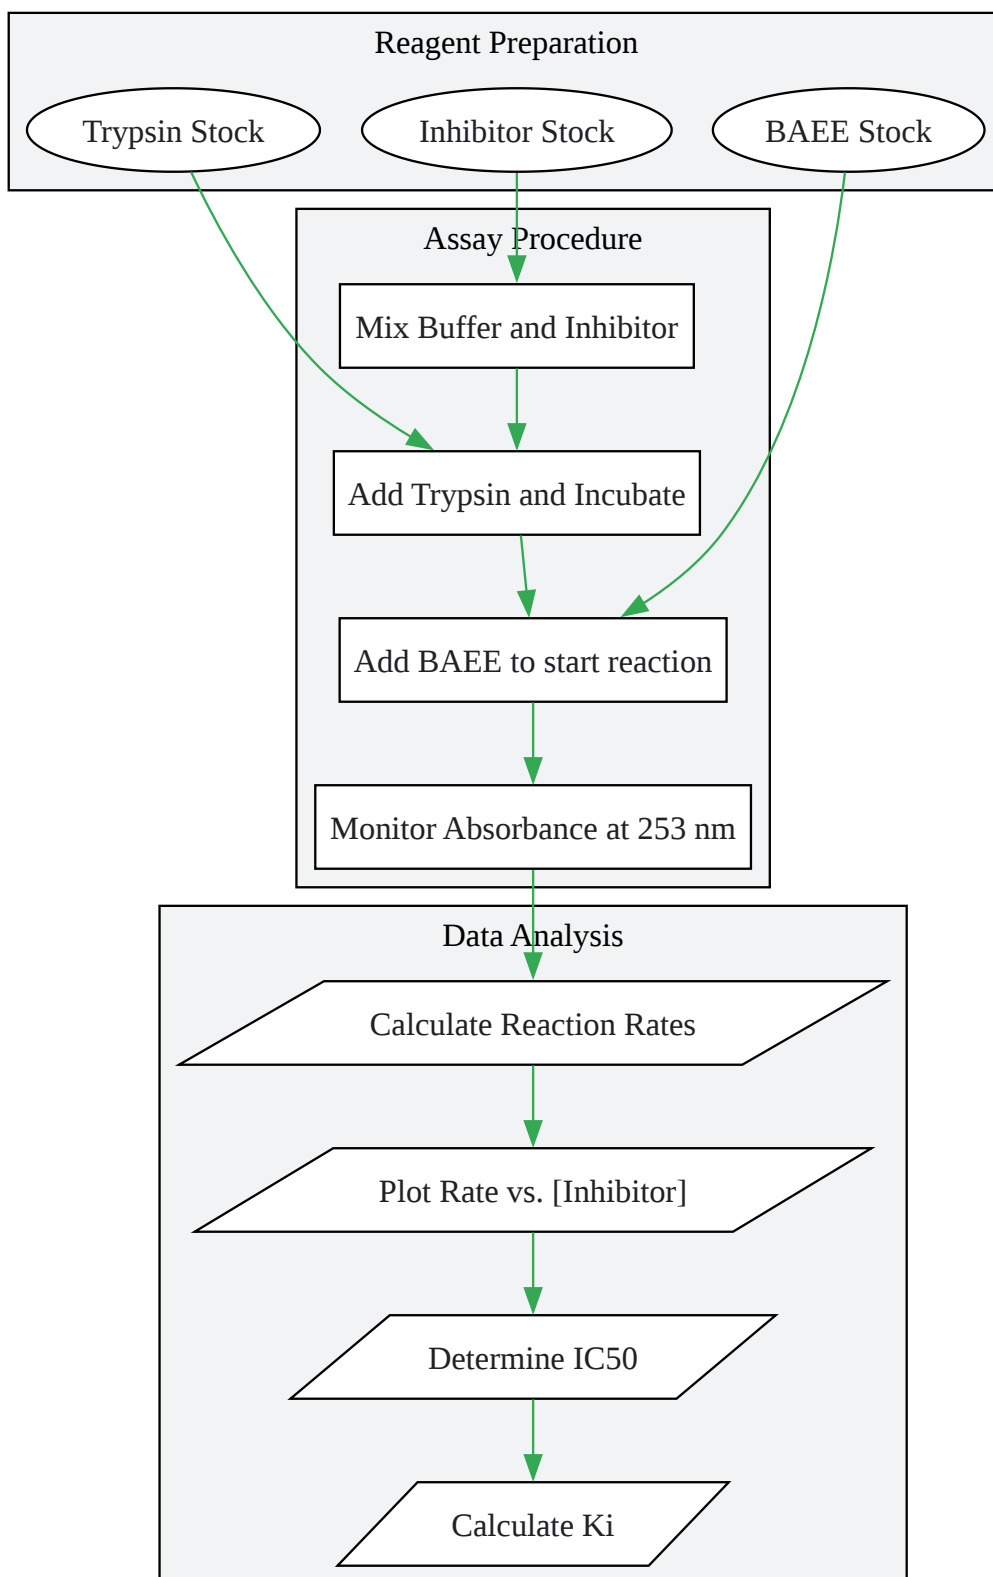 Reagent Preparation
Trypsin Stock
Inhibitor Stock
BAEE Stock
Assay Procedure
Mix Buffer and Inhibitor
Add Trypsin and Incubate
Add BAEE to start reaction
Monitor Absorbance at 253 nm
Data Analysis
Calculate Reaction Rates
Plot Rate vs. [Inhibitor]
Determine IC50
Calculate Ki